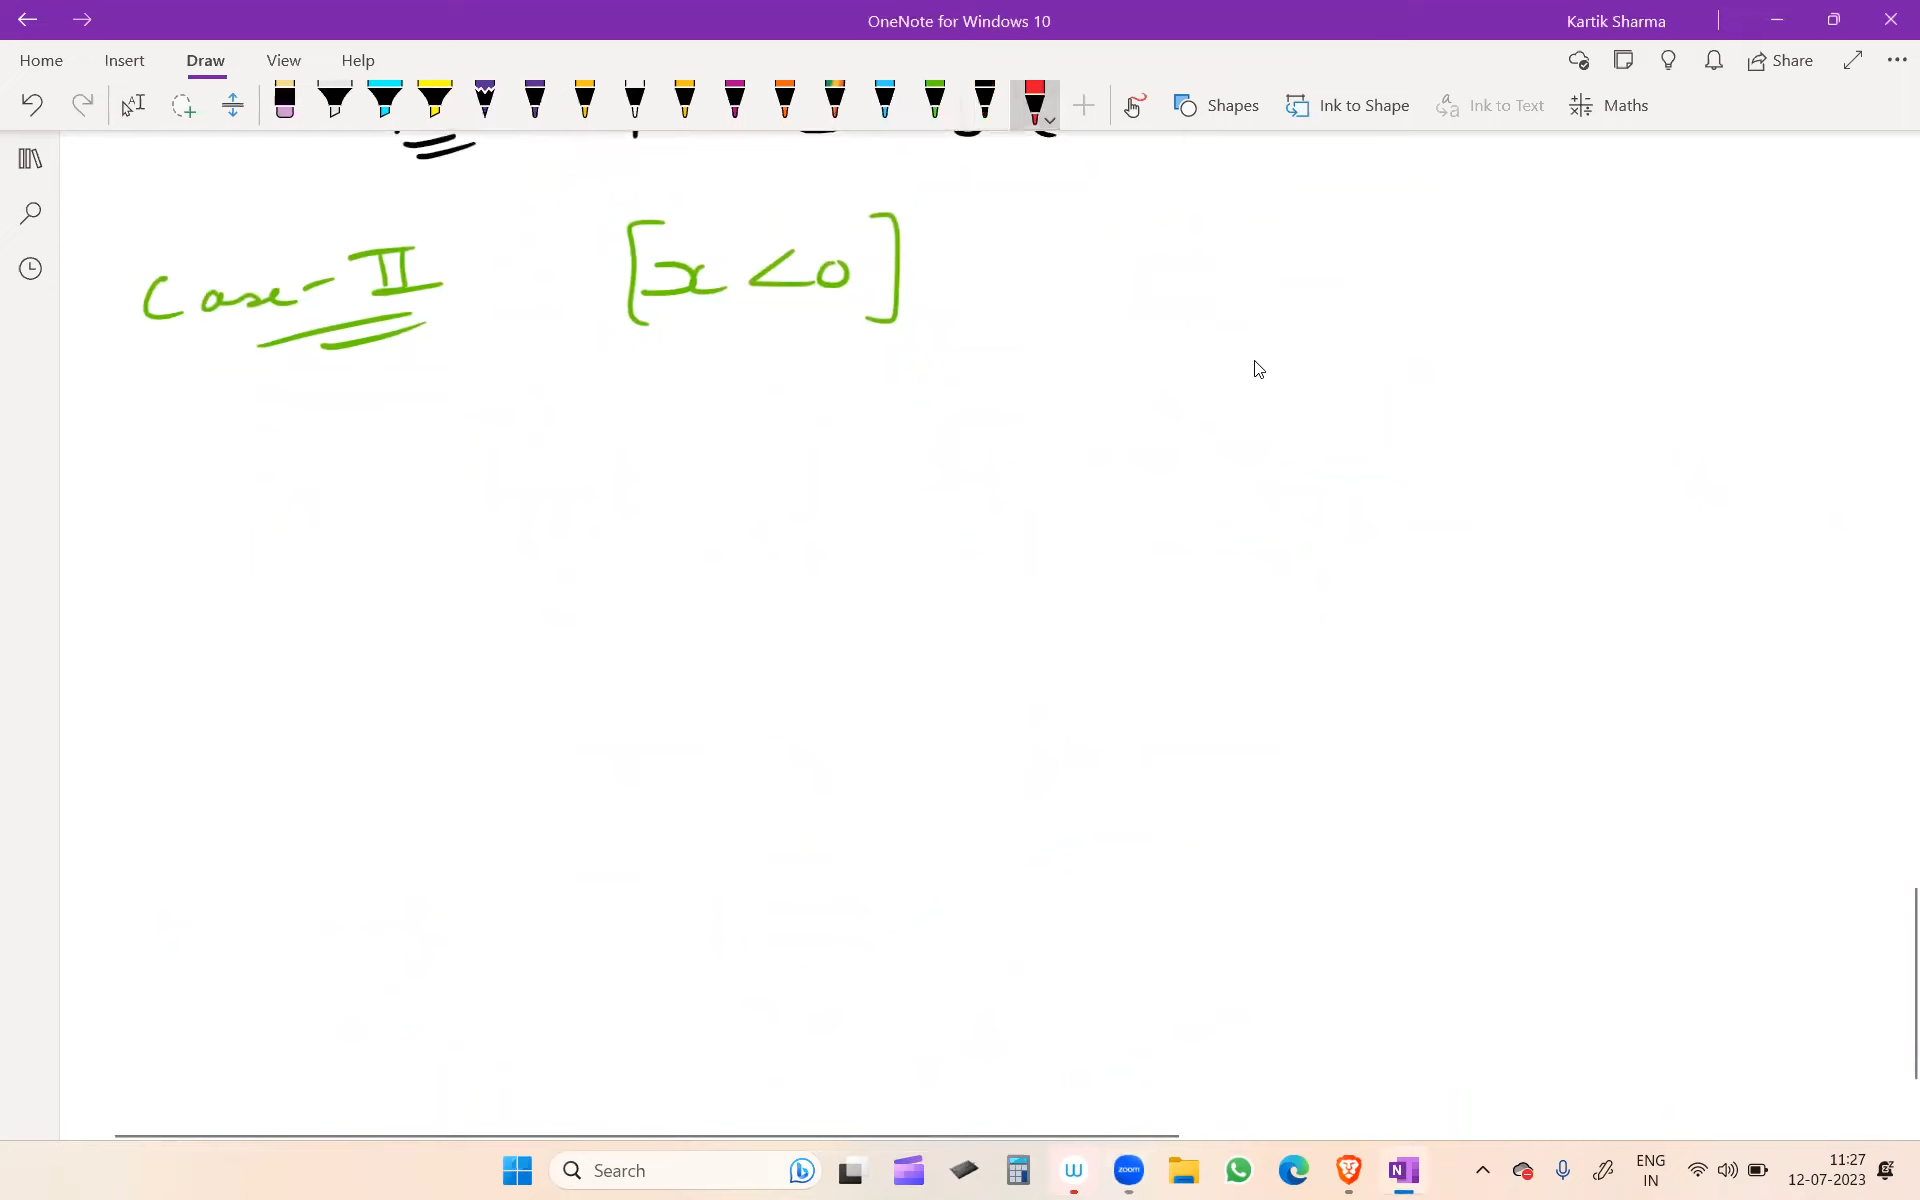 OneNote for Windows 10
Kartik Sharma
Home Insert Draw View Help
Share
Shapes Ink to Shape Ink to Text Maths
Case-II [x<0]
Search
zoom
ENG
IN
11:27
12-07-2023